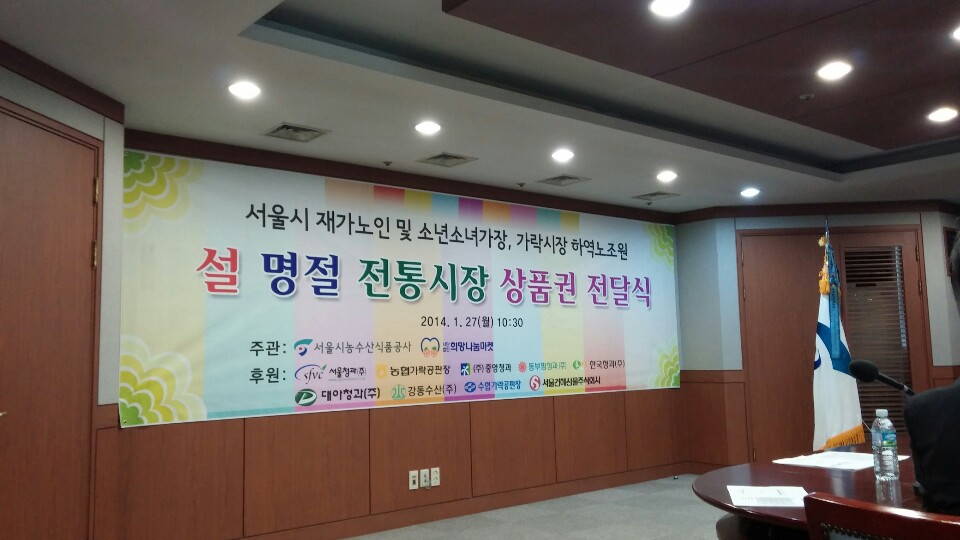 서울시 재가노인 및 소년소녀가장, 가락시장 하역노조원
설 명절 전통시장 상품권 전달식
2014. 1. 27(월) 10:30
주관: 서울시농수산식품공사 희망나눔마켓
후원: sfvc 서울청과(주) 농협가락공판장 (주)중앙청과 동부팜청과(주) 한국청과(주)
대아청과(주) 강동수산(주) 수협가락공판장 서울건해산물주식회사